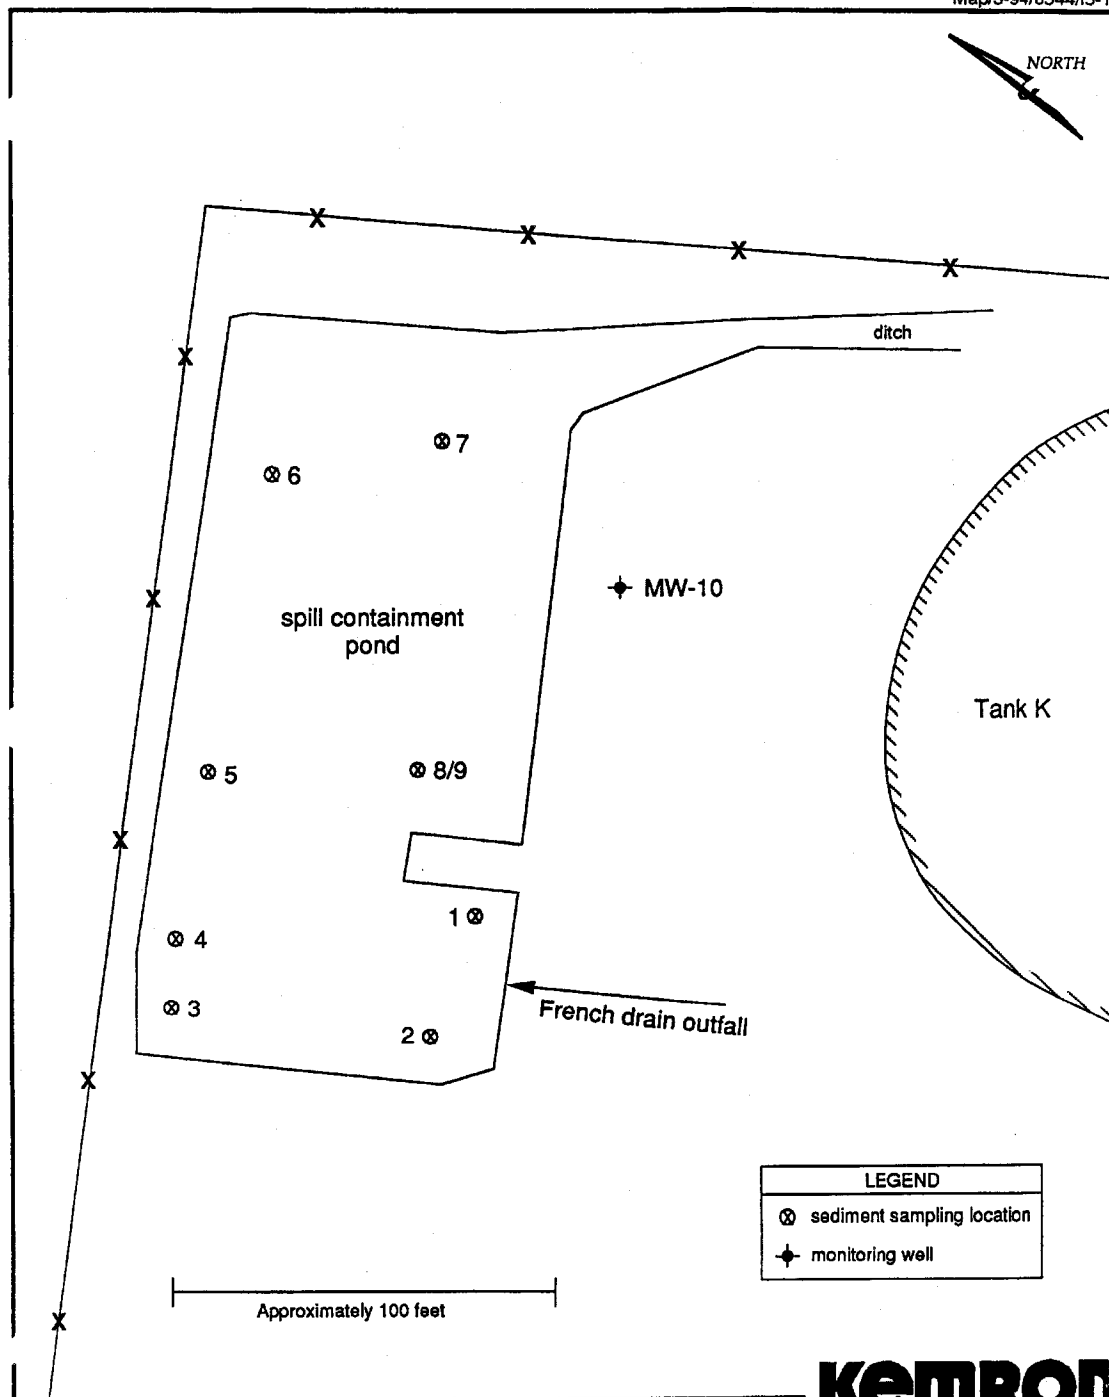 NORTH
X
X
X
X
ditch
X
7
6
MW-10
X
spill containment
pond
Tank K
5
8/9
X
1
4
3
French drain outfall
2
X
LEGEND
sediment sampling location
monitoring well
Approximately 100 feet
X